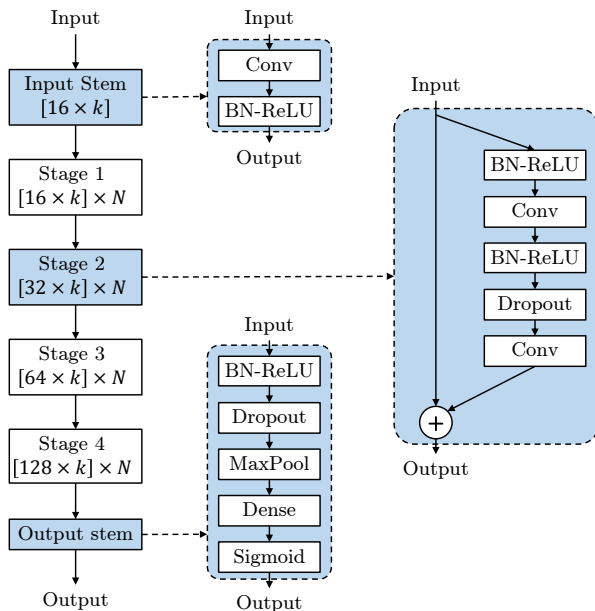 Input
Input Stem
[16 × k]
Stage 1
[16 × k] × N
Stage 2
[32 × k] × N
Stage 3
[64 × k] × N
Stage 4
[128 × k] × N
Output stem
Output
Input
Conv
BN-ReLU
Output
Input
BN-ReLU
Dropout
MaxPool
Dense
Sigmoid
Output
Input
BN-ReLU
Conv
BN-ReLU
Dropout
Conv
+
Output